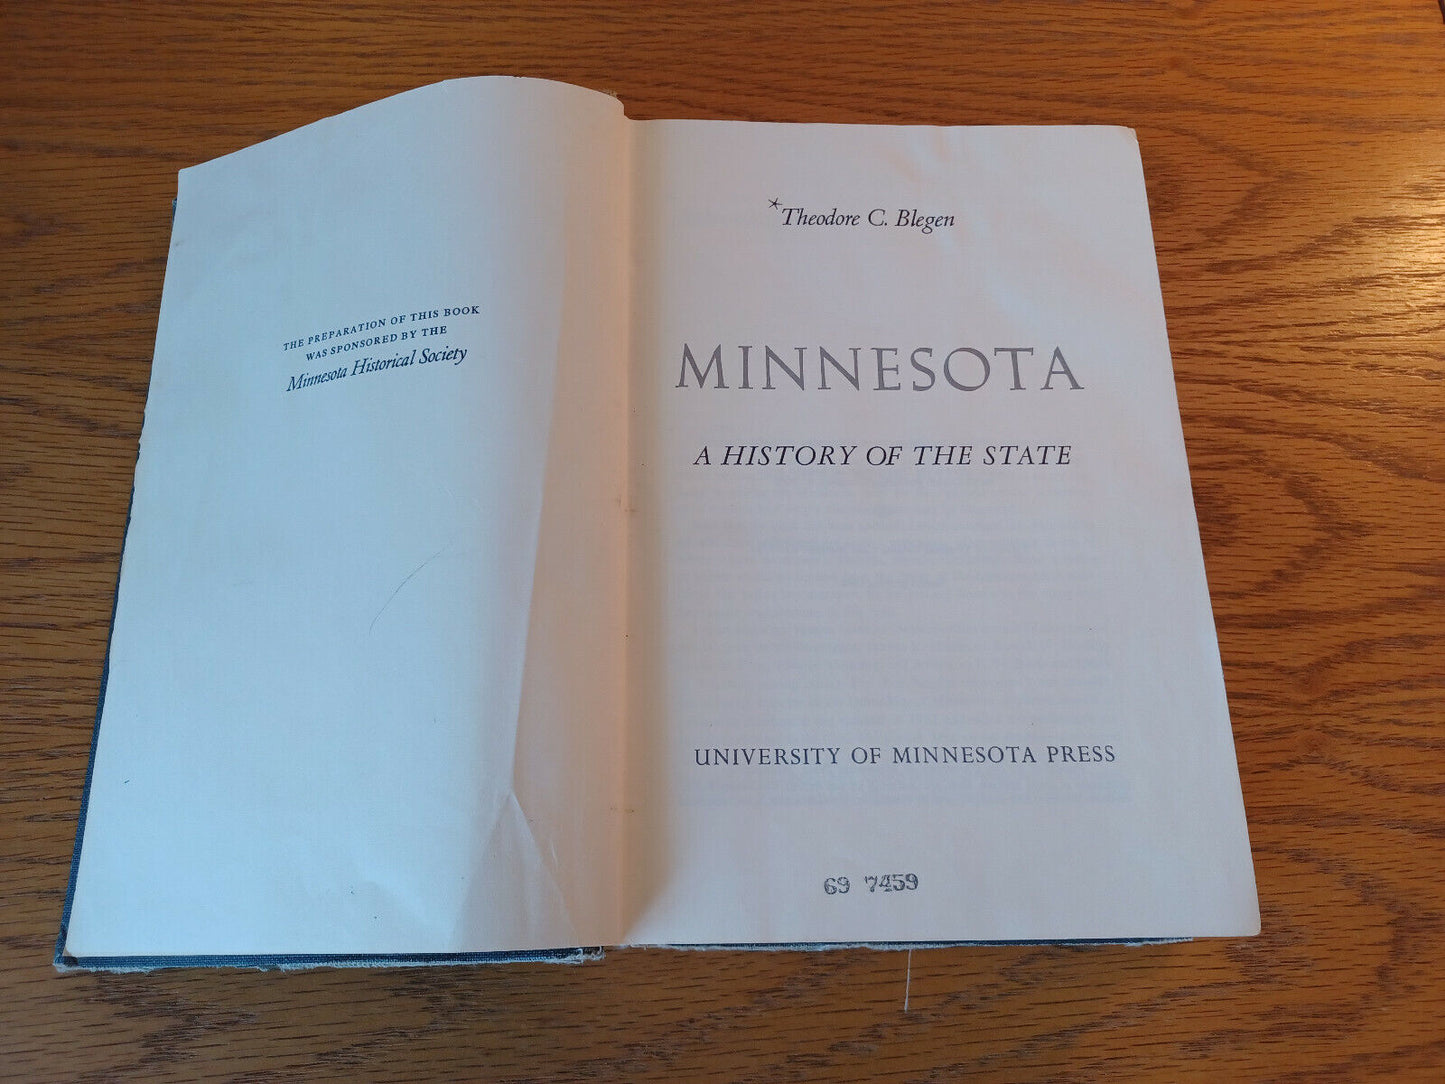 THE PREPARATION OF THIS BOOK
WAS SPONSORED BY THE
Minnesota Historical Society
*Theodore C. Blegen
MINNESOTA
A HISTORY OF THE STATE
UNIVERSITY OF MINNESOTA PRESS
69 7459